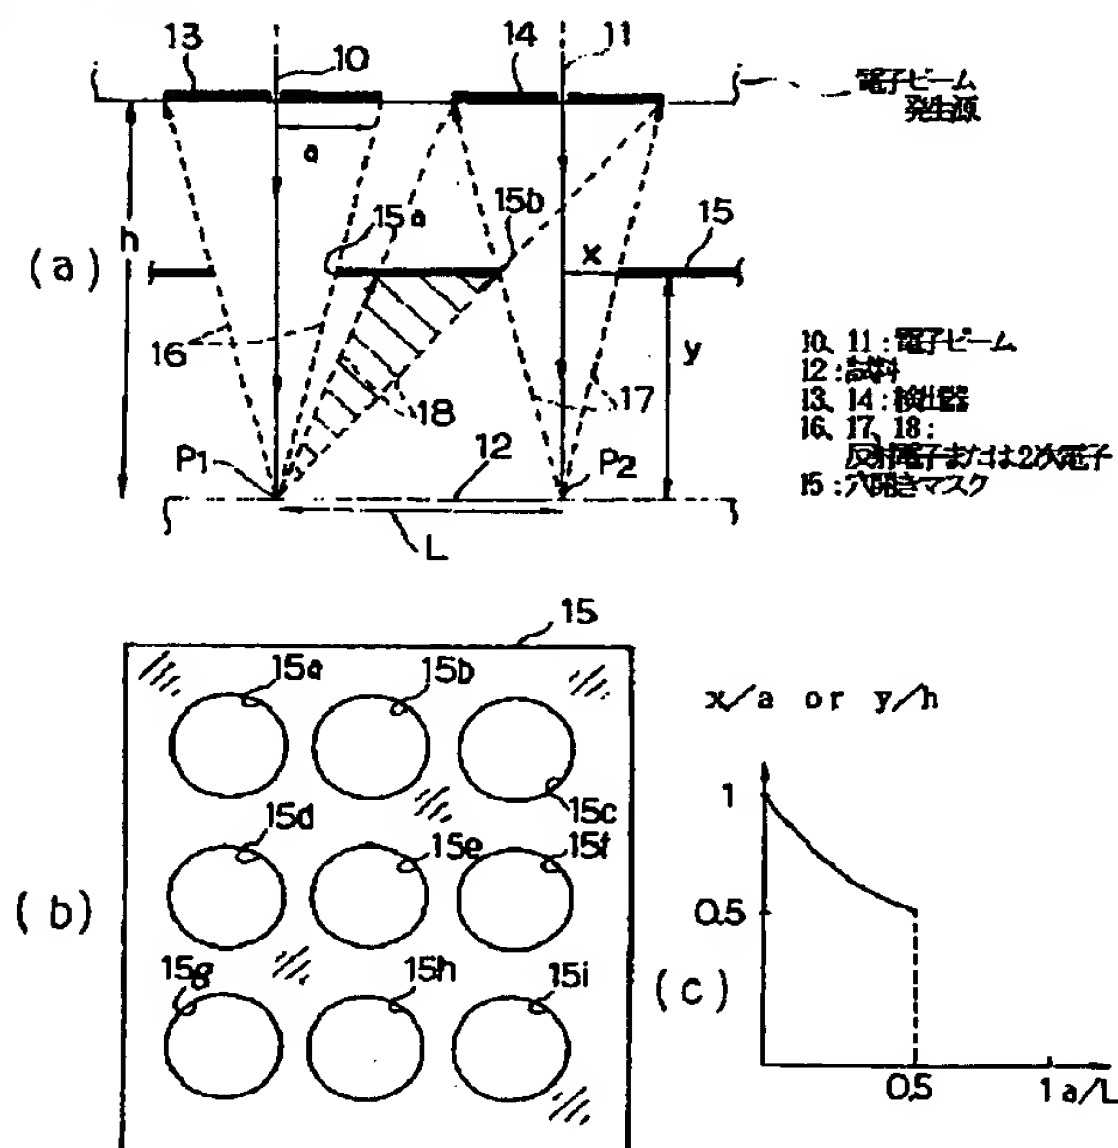 13
10
14
11
電子ビーム
発生源
a
h
15a
15b
15
(a)
x
y
16
18
17
10、11：電子ビーム
12：試料
13、14：検出器
16、17、18：
反射電子または2次電子
15：穴開きマスク
P1
12
P2
L
15
15a
15b
15c
15d
15e
15f
(b)
15g
15h
15i
x/a or y/h
1
0.5
(c)
0.5
1 a/L